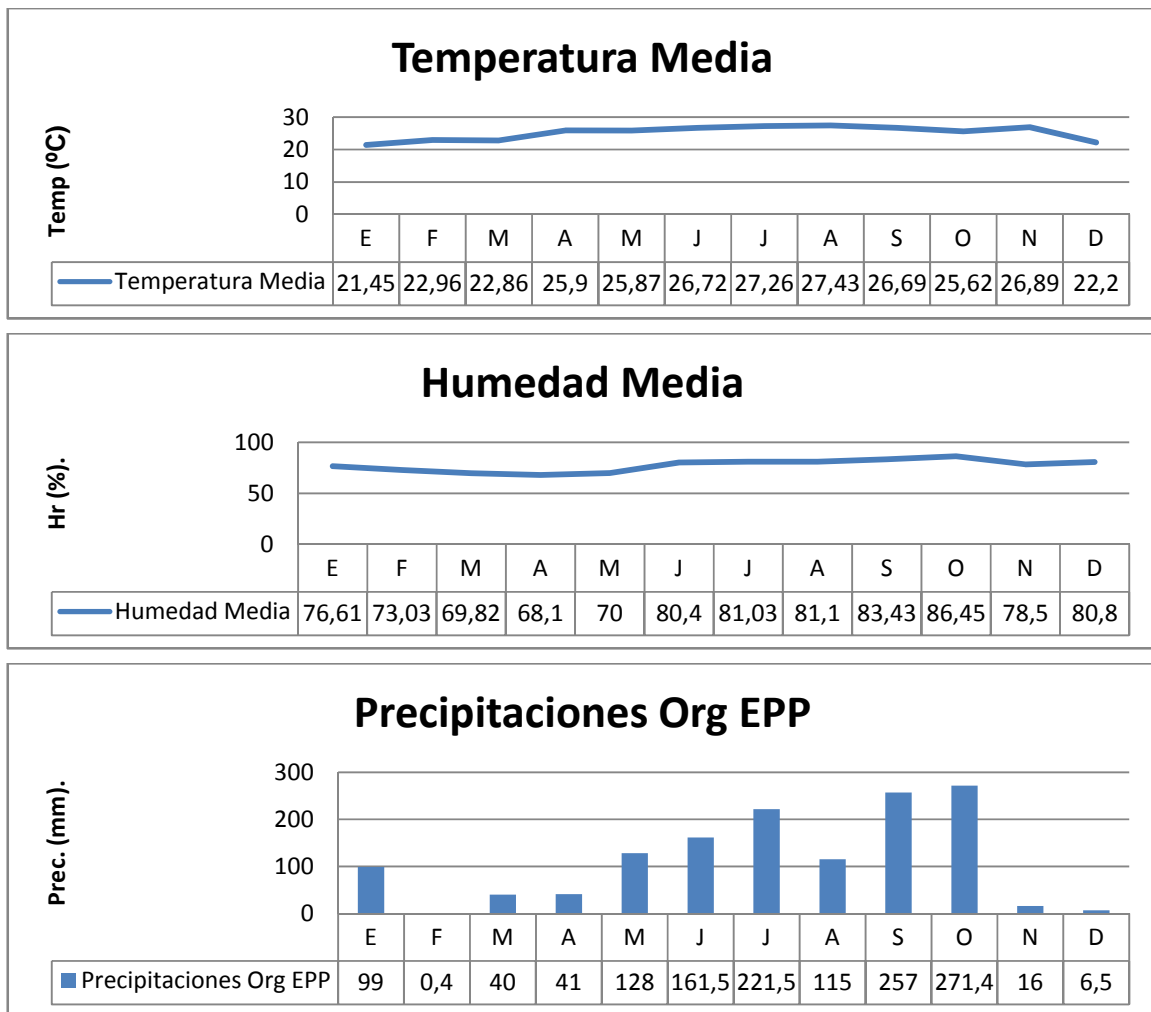 Temperatura Media
Temp (ºC)
30
20
10
0
E F M A M J J A S O N D
Temperatura Media 21,45 22,96 22,86 25,9 25,87 26,72 27,26 27,43 26,69 25,62 26,89 22,2
Humedad Media
Hr (%).
100
50
0
E F M A M J J A S O N D
Humedad Media 76,61 73,03 69,82 68,1 70 80,4 81,03 81,1 83,43 86,45 78,5 80,8
Precipitaciones Org EPP
Prec. (mm).
300
200
100
0
E F M A M J J A S O N D
Precipitaciones Org EPP 99 0,4 40 41 128 161,5 221,5 115 257 271,4 16 6,5